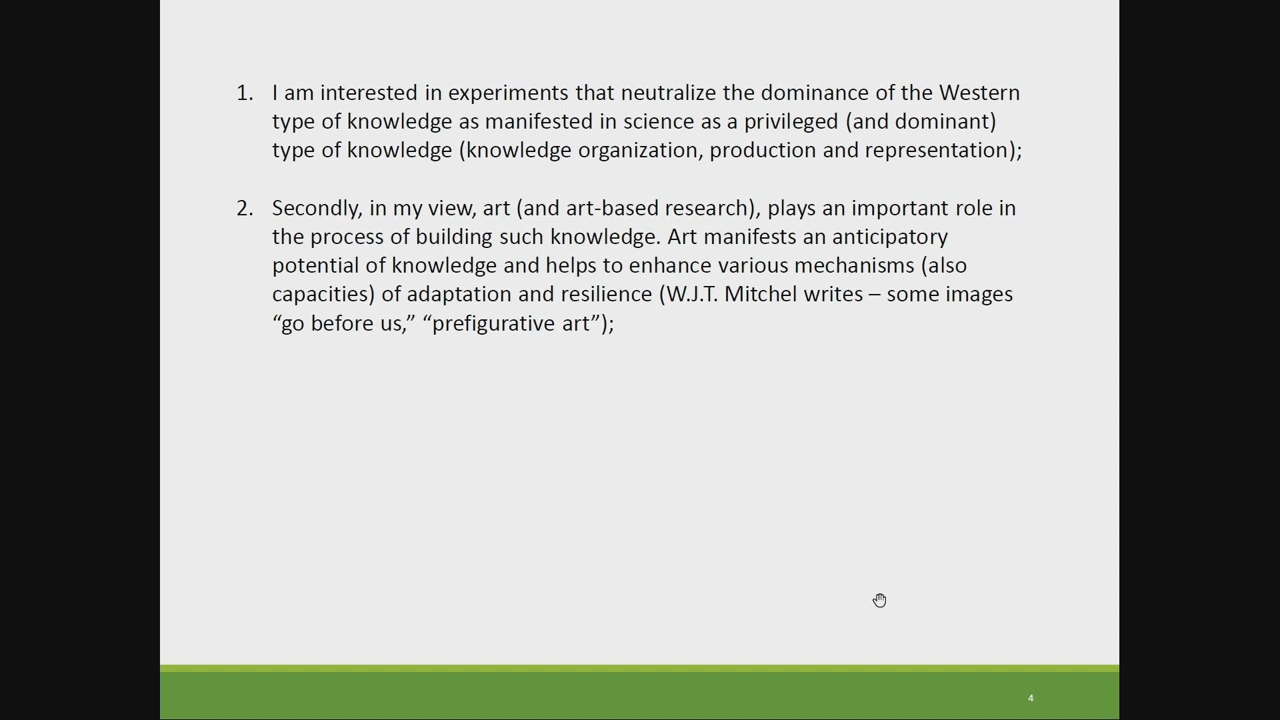 1. I am interested in experiments that neutralize the dominance of the Western
type of knowledge as manifested in science as a privileged (and dominant)
type of knowledge (knowledge organization, production and representation);
2. Secondly, in my view, art (and art-based research), plays an important role in
the process of building such knowledge. Art manifests an anticipatory
potential of knowledge and helps to enhance various mechanisms (also
capacities) of adaptation and resilience (W.J.T. Mitchel writes – some images
“go before us,” “prefigurative art”);
4